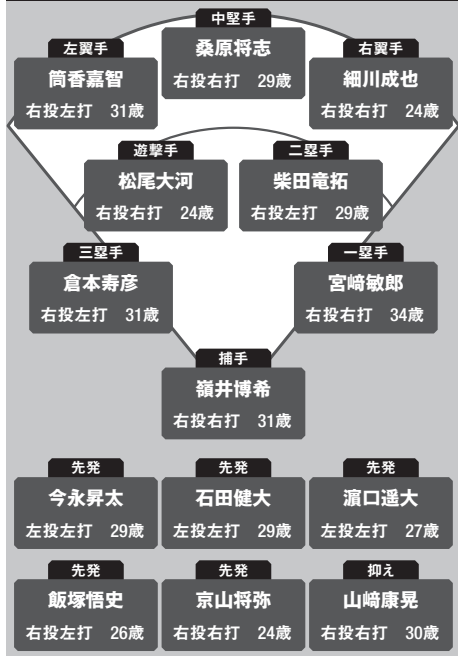 中堅手
桑原将志
右投右打 29歳
左翼手
筒香嘉智
右投左打 31歳
右翼手
細川成也
右投右打 24歳
遊撃手
松尾大河
右投右打 24歳
二塁手
柴田竜拓
右投左打 29歳
三塁手
倉本寿彦
右投左打 31歳
一塁手
宮﨑敏郎
右投右打 34歳
捕手
嶺井博希
右投右打 31歳
先発
今永昇太
左投左打 29歳
先発
石田健大
左投左打 29歳
先発
濵口遥大
左投左打 27歳
先発
飯塚悟史
右投左打 26歳
先発
京山将弥
右投右打 24歳
抑え
山﨑康晃
右投右打 30歳